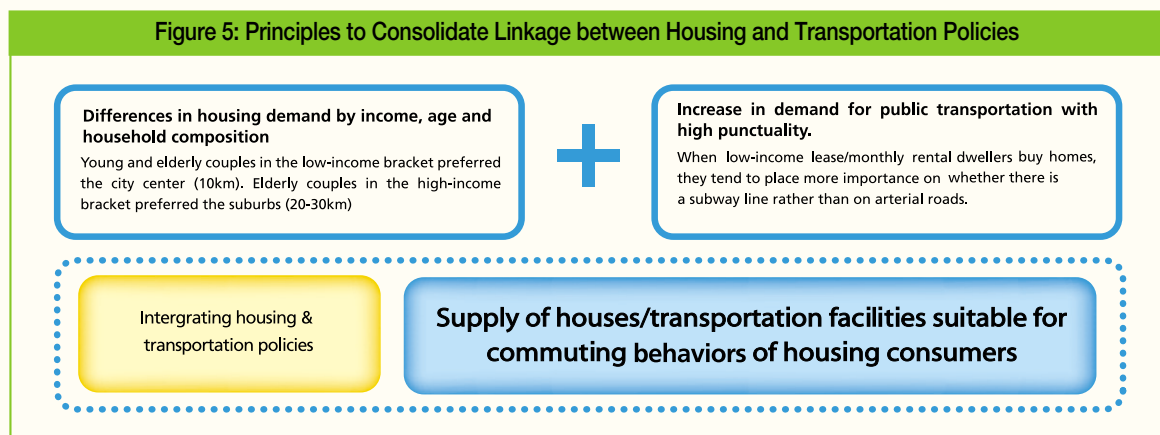 Figure 5: Principles to Consolidate Linkage between Housing and Transportation Policies
Differences in housing demand by income, age and
household composition
Young and elderly couples in the low-income bracket preferred
the city center (10km). Elderly couples in the high-income
bracket preferred the suburbs (20-30km)
Increase in demand for public transportation with
high punctuality.
When low-income lease/monthly rental dwellers buy homes,
they tend to place more importance on whether there is
a subway line rather than on arterial roads.
Intergrating housing &
transportation policies
Supply of houses/transportation facilities suitable for
commuting behaviors of housing consumers